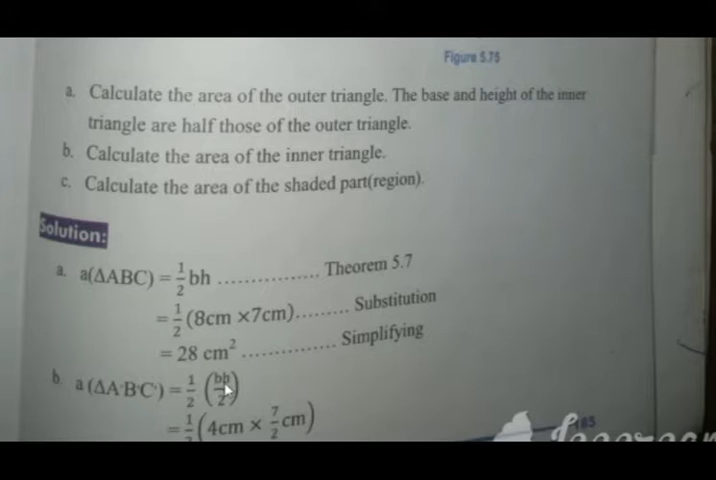 Figure 5.75
a. Calculate the area of the outer triangle. The base and height of the inner
triangle are half those of the outer triangle.
b. Calculate the area of the inner triangle.
c. Calculate the area of the shaded part(region).
Solution:
a. a(ΔABC) = 1/2 bh ................ Theorem 5.7
= 1/2 (8cm ×7cm)......... Substitution
= 28 cm² ............... Simplifying
b a (ΔA'B'C') = 1/2 (bh/2)
= 1/2 (4cm × 7/2 cm)